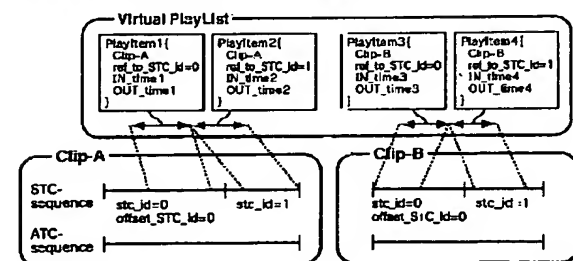 Virtual PlayList
PlayItem1{
Clip-A
ref_to_STC_id=0
IN_time1
OUT_time1
}
PlayItem2{
Clip-A
ref_to_STC_id=1
IN_time2
OUT_time2
}
PlayItem3{
Clip-B
ref_to_STC_id=0
IN_time3
OUT_time3
}
PlayItem4{
Clip-B
ref_to_STC_id=1
IN_time4
OUT_time4
}
Clip-A
STC-
sequence
stc_id=0
offset_STC_id=0
stc_id=1
ATC-
sequence
Clip-B
stc_id=0
offset_STC_id=0
stc_id=1